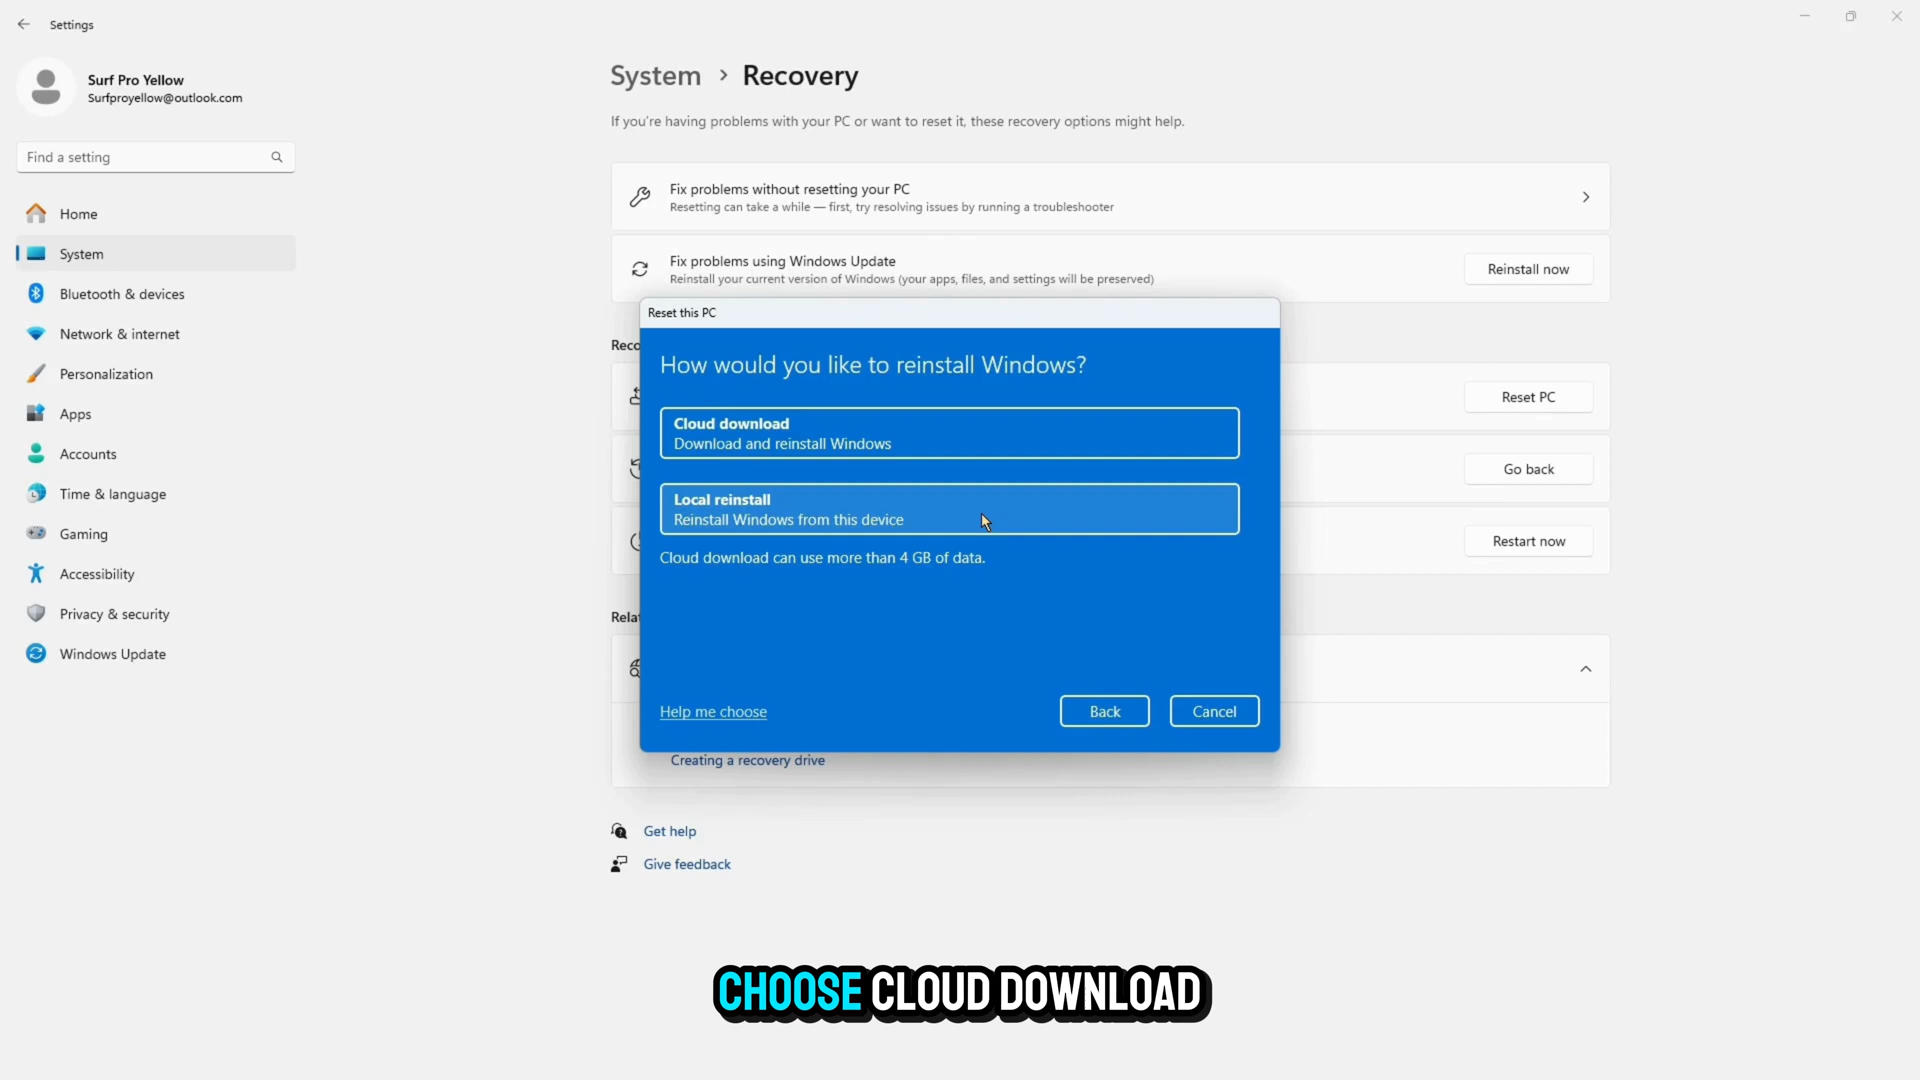 Settings
Surf Pro Yellow
Surfproyellow@outlook.com
Find a setting
Home
System
Bluetooth & devices
Network & internet
Personalization
Apps
Accounts
Time & language
Gaming
Accessibility
Privacy & security
Windows Update
System > Recovery
If you're having problems with your PC or want to reset it, these recovery options might help.
Fix problems without resetting your PC
Resetting can take a while — first, try resolving issues by running a troubleshooter
Fix problems using Windows Update
Reinstall your current version of Windows (your apps, files, and settings will be preserved)
Reinstall now
Reco
Reset PC
Go back
Restart now
Relat
Reset this PC
How would you like to reinstall Windows?
Cloud download
Download and reinstall Windows
Local reinstall
Reinstall Windows from this device
Cloud download can use more than 4 GB of data.
Help me choose
Back
Cancel
Creating a recovery drive
Get help
Give feedback
CHOOSE CLOUD DOWNLOAD